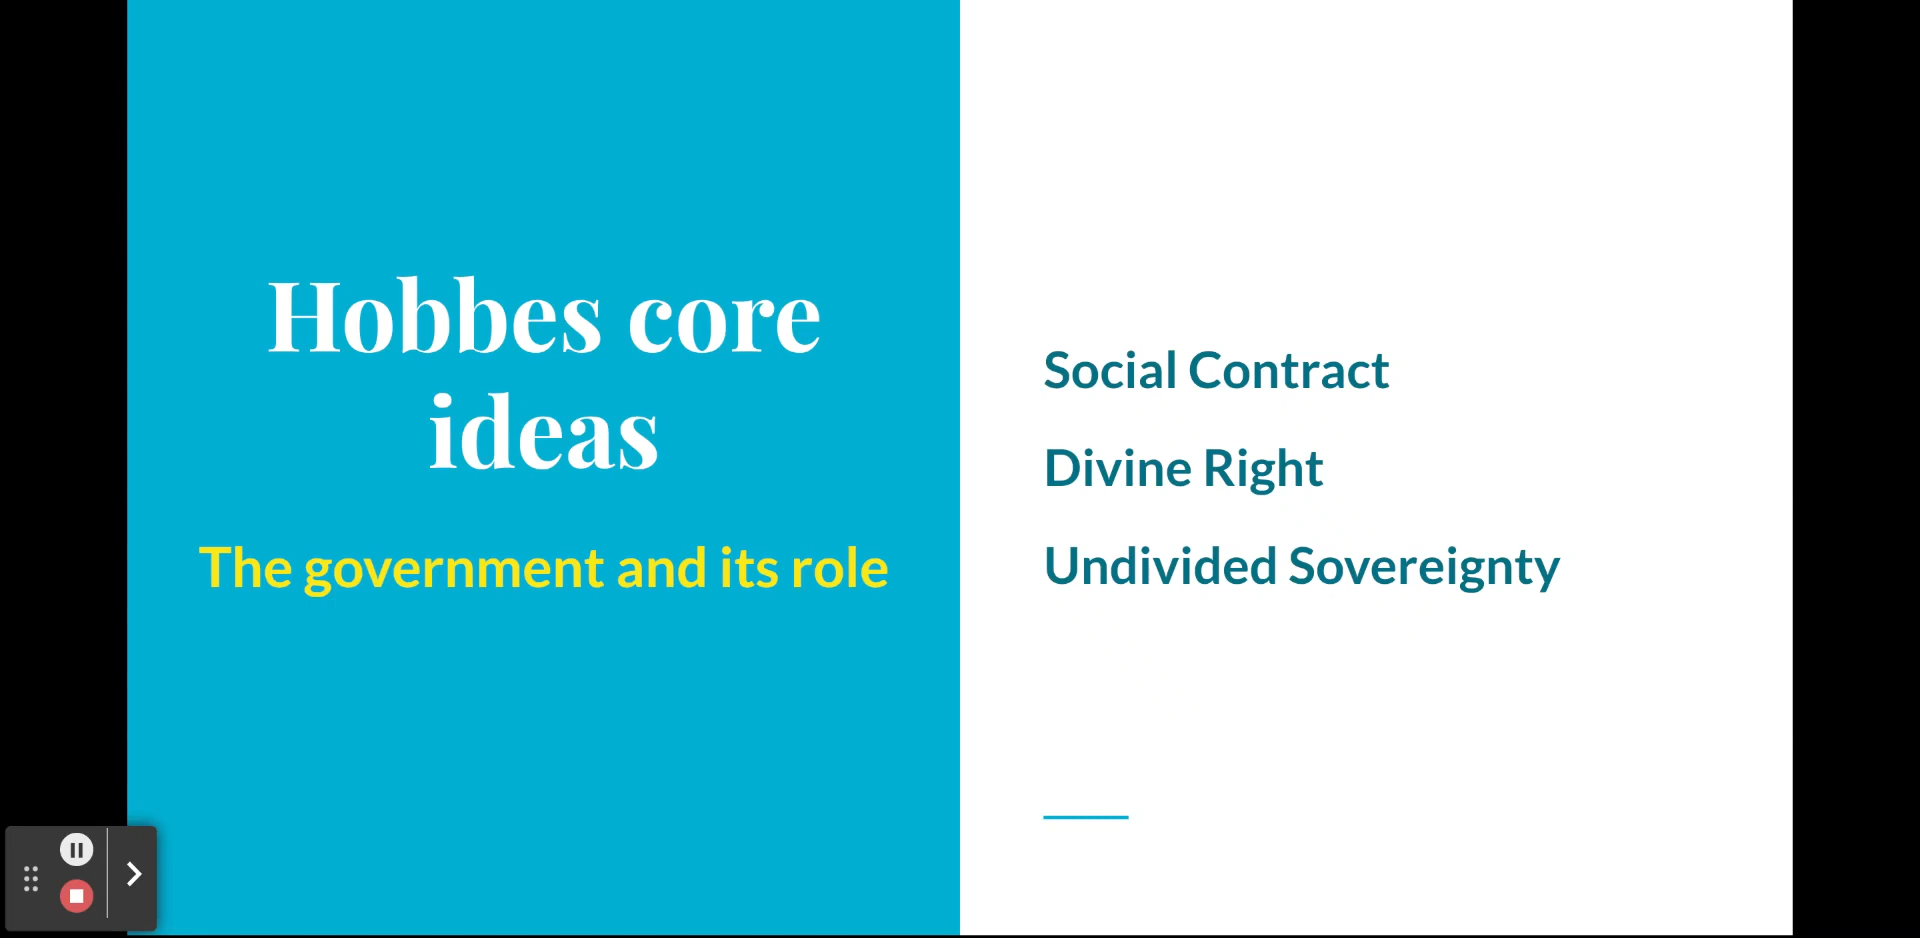 Hobbes core
ideas
The government and its role
Social Contract
Divine Right
Undivided Sovereignty